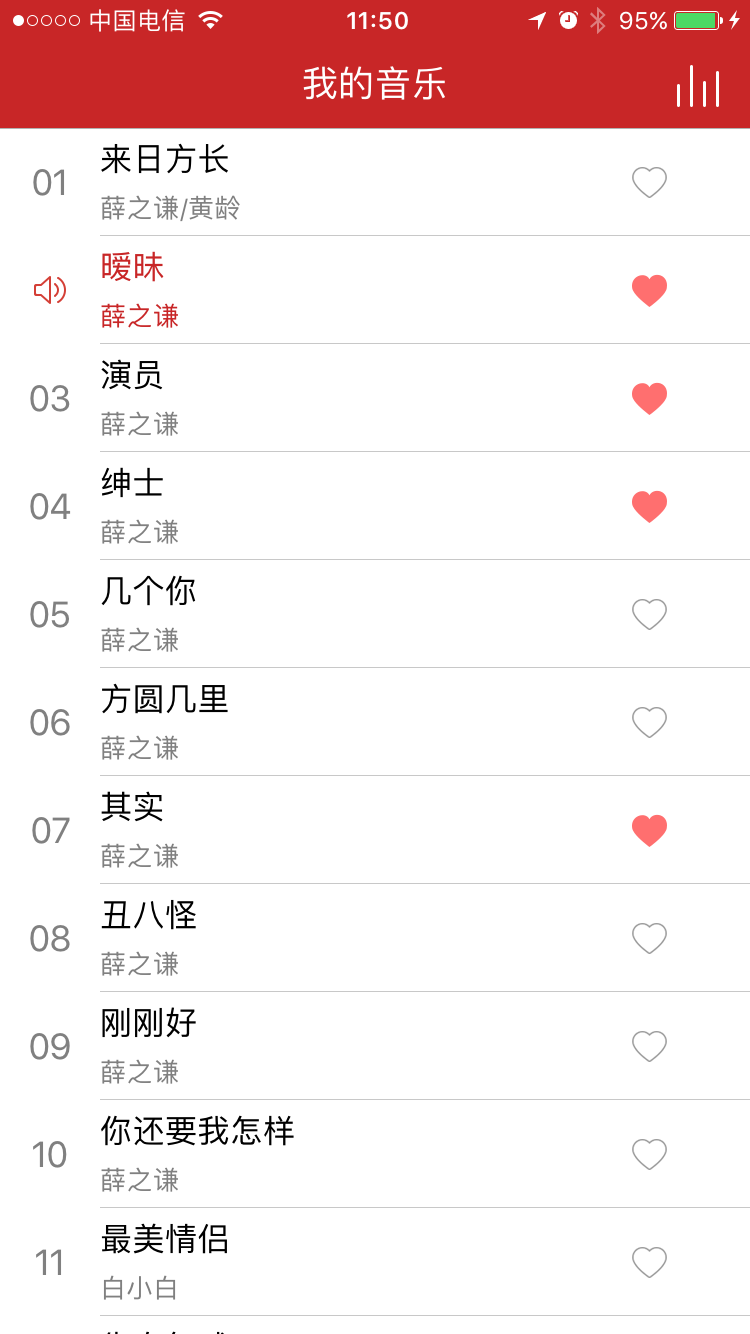 中国电信 11:50 95%
我的音乐
01
来日方长
薛之谦/黄龄
暧昧
薛之谦
03
演员
薛之谦
04
绅士
薛之谦
05
几个你
薛之谦
06
方圆几里
薛之谦
07
其实
薛之谦
08
丑八怪
薛之谦
09
刚刚好
薛之谦
10
你还要我怎样
薛之谦
11
最美情侣
白小白